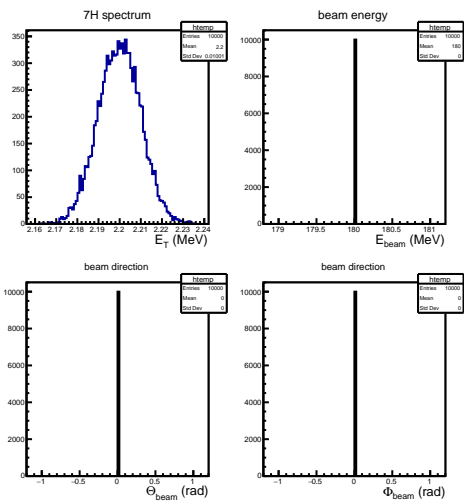 7H spectrum
htemp
Entries 10000
Mean 2.2
Std Dev 0.01001
350
300
250
200
150
100
50
0
2.16 2.17 2.18 2.19 2.2 2.21 2.22 2.23 2.24
E_T (MeV)
beam energy
htemp
Entries 10000
Mean 180
Std Dev 0
10000
8000
6000
4000
2000
0
179 179.5 180 180.5 181
E_beam (MeV)
beam direction
htemp
Entries 10000
Mean 0
Std Dev 0
10000
8000
6000
4000
2000
0
−1 −0.5 0 0.5 1
Θ_beam (rad)
beam direction
htemp
Entries 10000
Mean 0
Std Dev 0
10000
8000
6000
4000
2000
0
−1 −0.5 0 0.5 1
Φ_beam (rad)